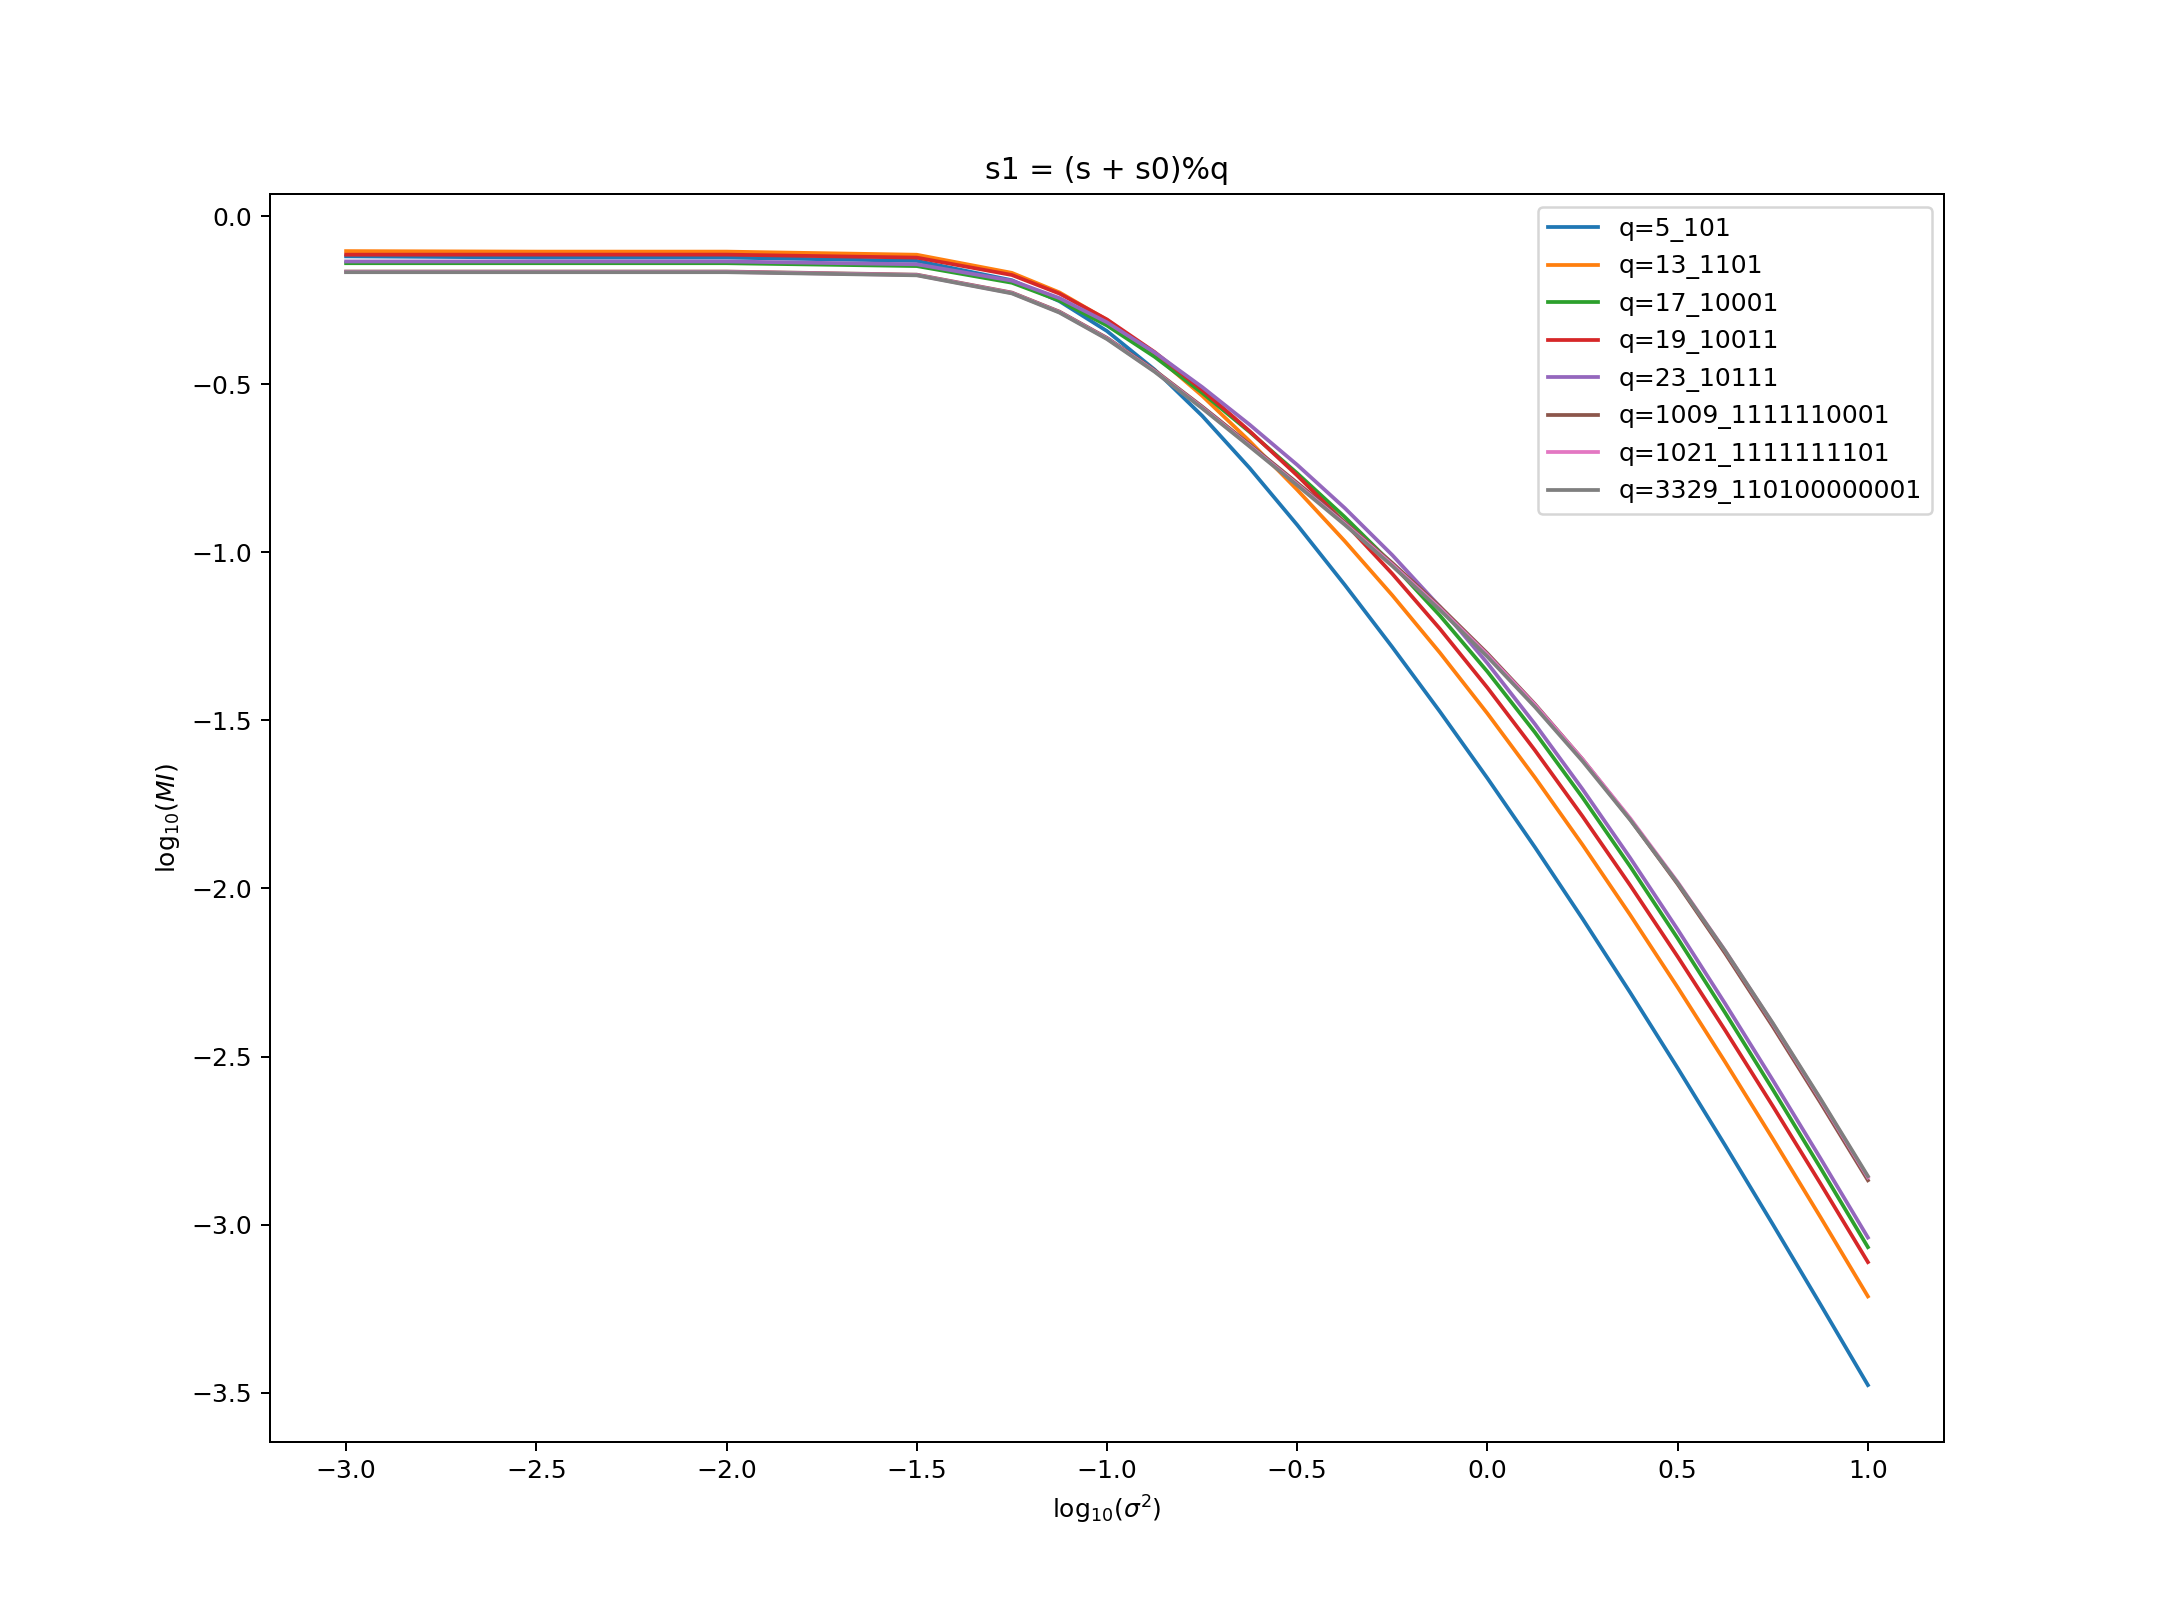 s1 = (s + s0)%q
0.0
−0.5
−1.0
−1.5
−2.0
−2.5
−3.0
−3.5
log₁₀(MI)
q=5_101
q=13_1101
q=17_10001
q=19_10011
q=23_10111
q=1009_1111110001
q=1021_1111111101
q=3329_110100000001
−3.0 −2.5 −2.0 −1.5 −1.0 −0.5 0.0 0.5 1.0
log₁₀(σ²)